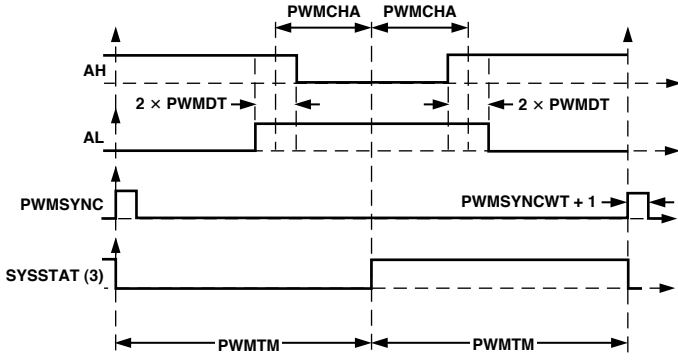 PWMCHA PWMCHA
AH
2 × PWMDT 2 × PWMDT
AL
PWMSYNC PWMSYNCWT + 1
SYSSTAT (3)
PWMTM PWMTM